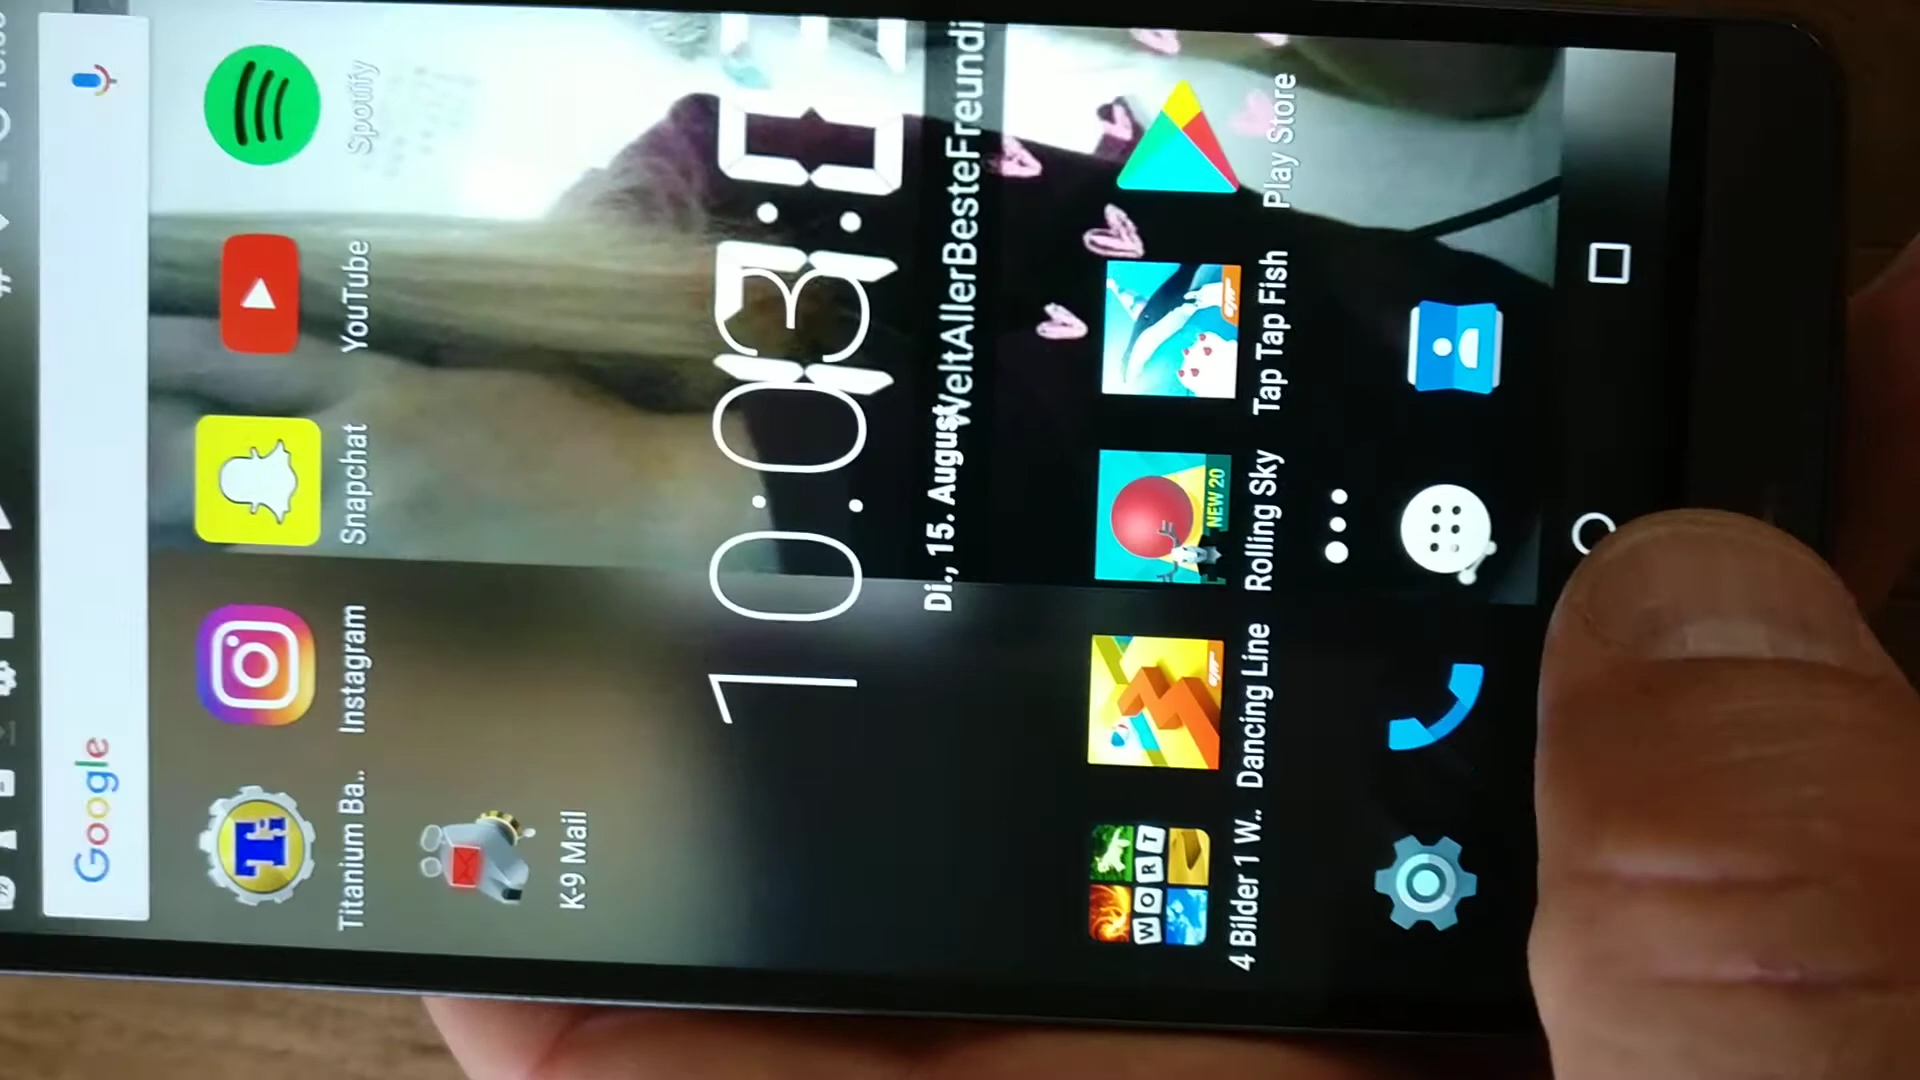 Google
Titanium Ba..
Instagram
Snapchat
YouTube
Spotify
K-9 Mail
10:03
Di., 15. August
WeltAllerBesteFreundi
WORT
NEW 20
4 Bilder 1 W..
Dancing Line
Rolling Sky
Tap Tap Fish
Play Store